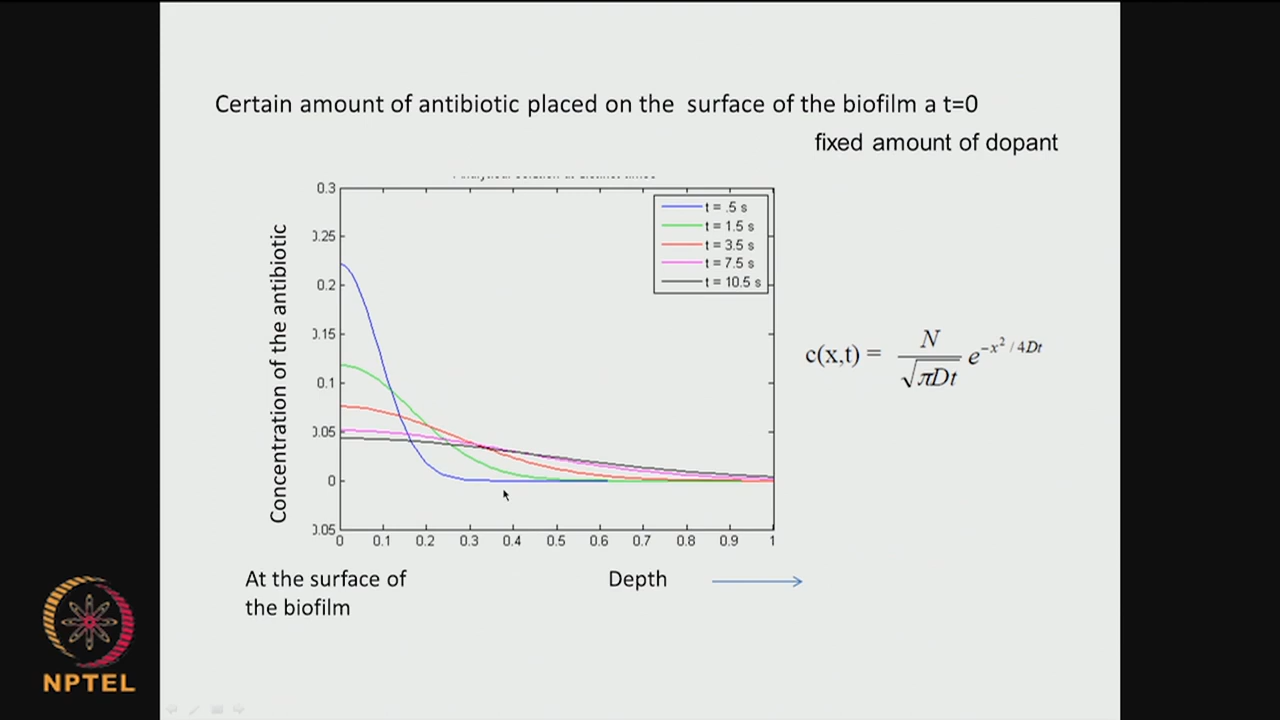 Certain amount of antibiotic placed on the surface of the biofilm a t=0
fixed amount of dopant
0.3
t = .5 s
t = 1.5 s
t = 3.5 s
t = 7.5 s
t = 10.5 s
.25
0.2
.15
0.1
.05
0
.05
Concentration of the antibiotic
c(x,t) = N / √πDt e^{-x² / 4Dt}
0 0.1 0.2 0.3 0.4 0.5 0.6 0.7 0.8 0.9 1
At the surface of
the biofilm
Depth
NPTEL